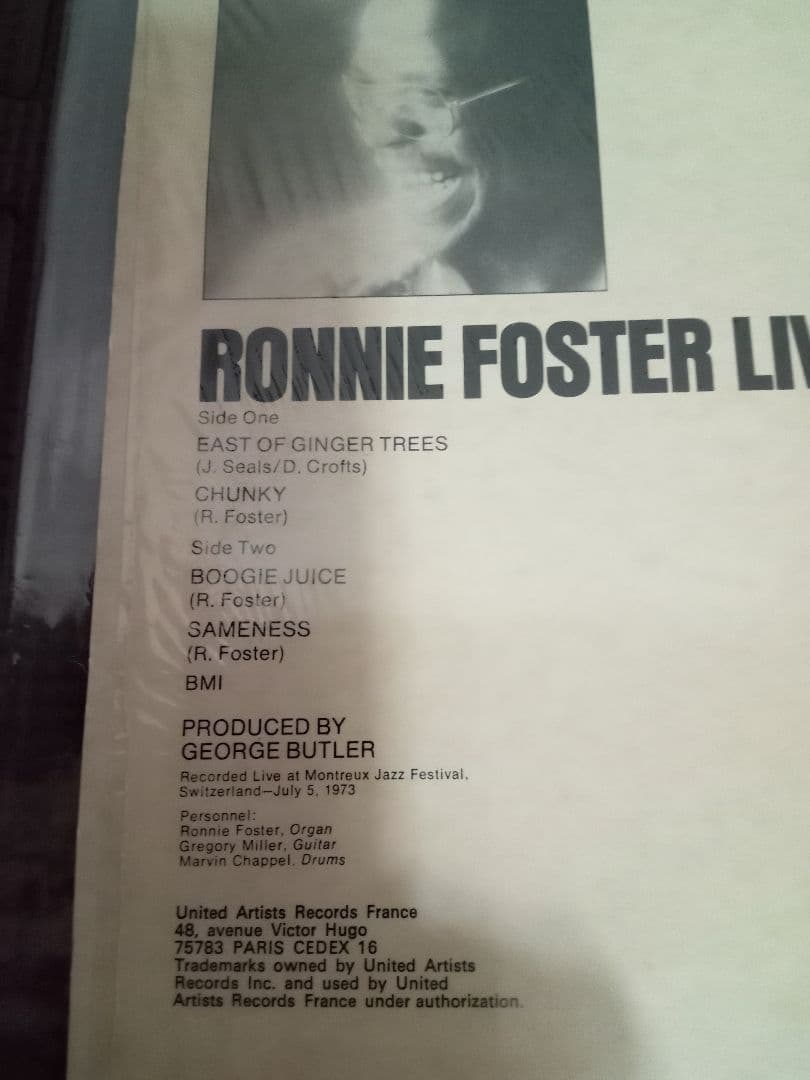 RONNIE FOSTER LIV
Side One
EAST OF GINGER TREES
(J. Seals/D. Crofts)
CHUNKY
(R. Foster)
Side Two
BOOGIE JUICE
(R. Foster)
SAMENESS
(R. Foster)
BMI
PRODUCED BY
GEORGE BUTLER
Recorded Live at Montreux Jazz Festival,
Switzerland—July 5, 1973
Personnel:
Ronnie Foster, Organ
Gregory Miller, Guitar
Marvin Chappel, Drums
United Artists Records France
48, avenue Victor Hugo
75783 PARIS CEDEX 16
Trademarks owned by United Artists
Records Inc. and used by United
Artists Records France under authorization.